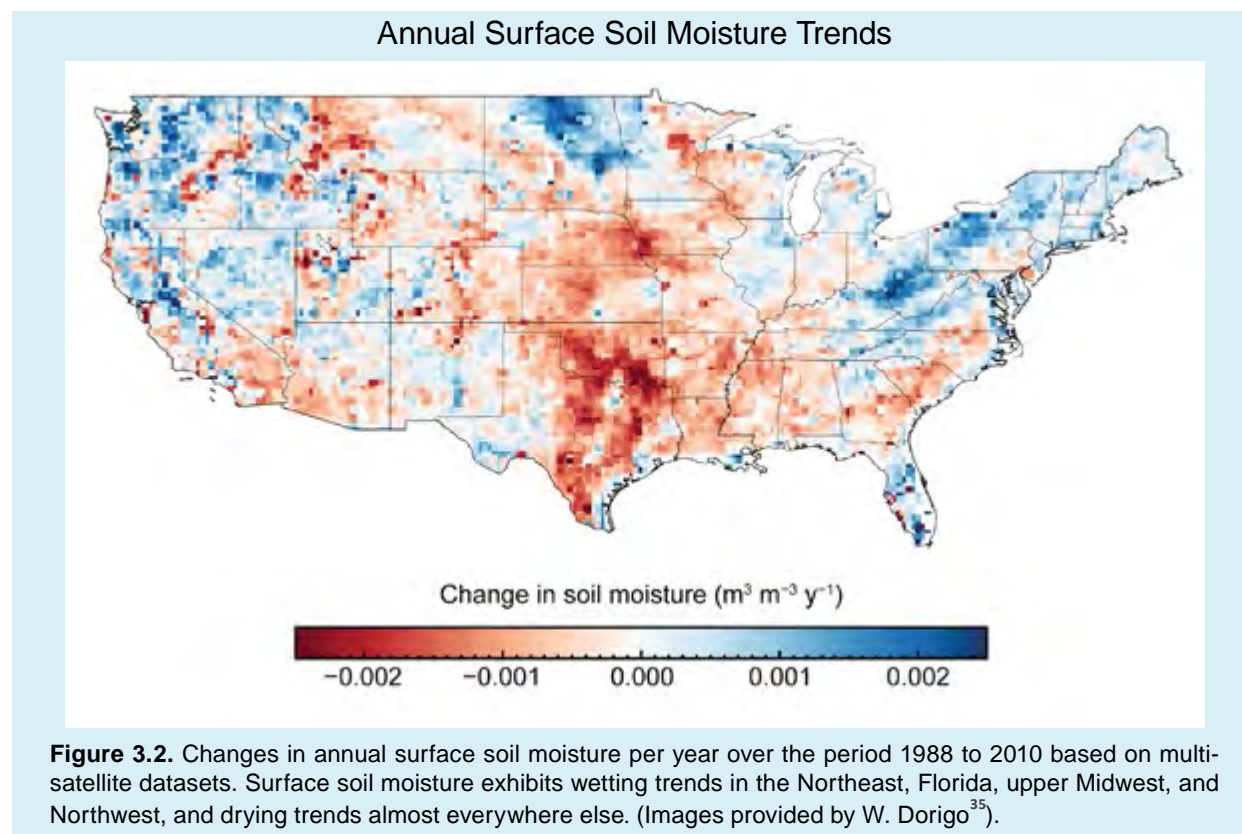 Annual Surface Soil Moisture Trends
Change in soil moisture (m³ m⁻³ y⁻¹)
−0.002 −0.001 0.000 0.001 0.002
Figure 3.2. Changes in annual surface soil moisture per year over the period 1988 to 2010 based on multi-
satellite datasets. Surface soil moisture exhibits wetting trends in the Northeast, Florida, upper Midwest, and
Northwest, and drying trends almost everywhere else. (Images provided by W. Dorigo³⁵).